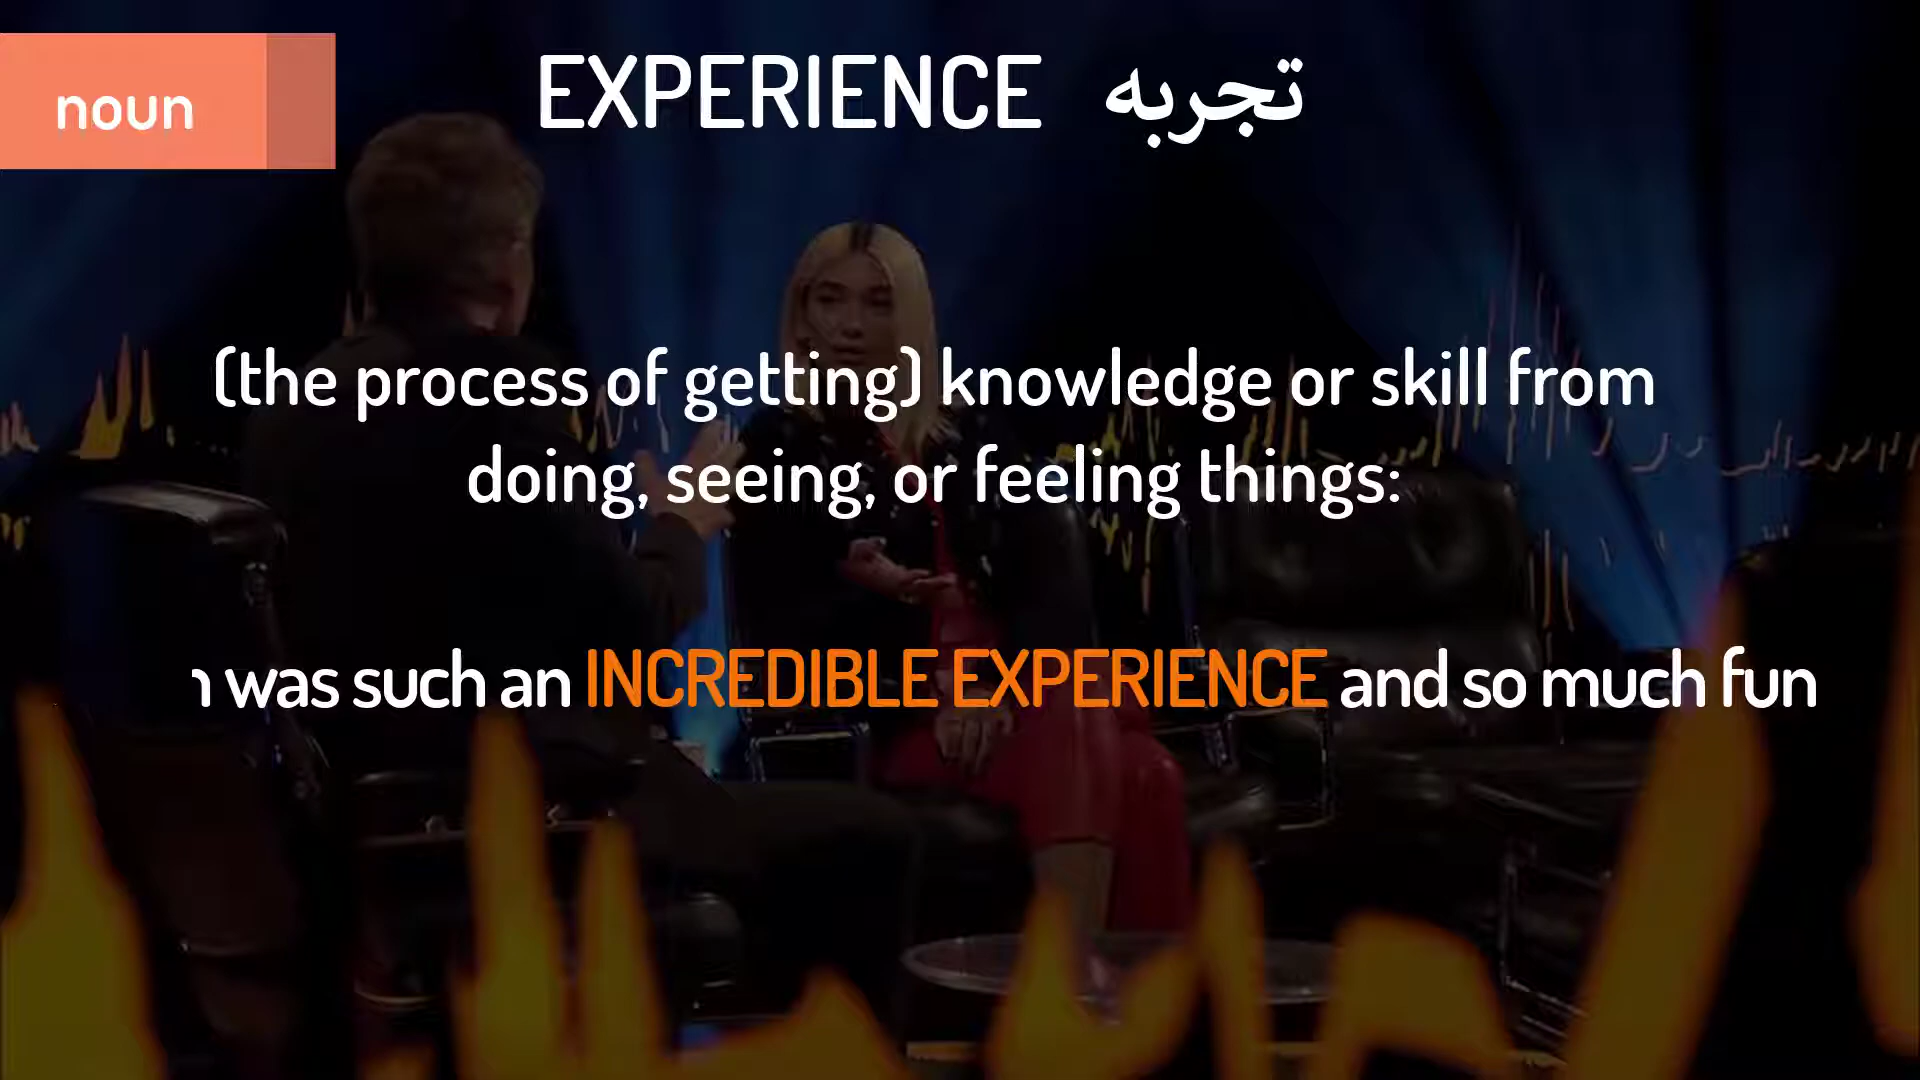 noun
EXPERIENCE تجربه
(the process of getting) knowledge or skill from
doing, seeing, or feeling things:
was such an INCREDIBLE EXPERIENCE and so much fun